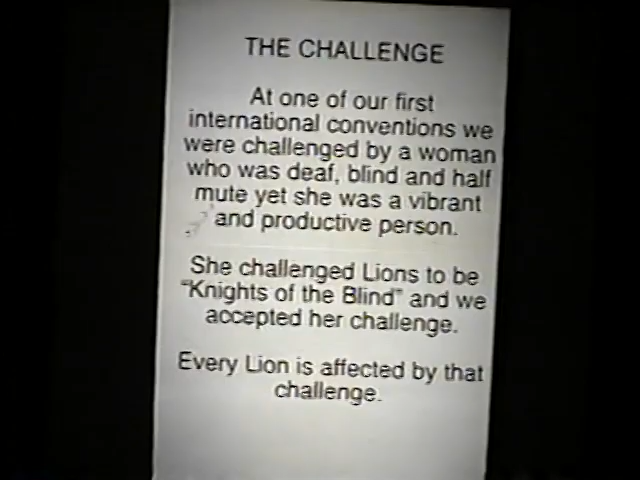 THE CHALLENGE
At one of our first
international conventions we
were challenged by a woman
who was deaf, blind and half
mute yet she was a vibrant
and productive person.
She challenged Lions to be
"Knights of the Blind" and we
accepted her challenge.
Every Lion is affected by that
challenge.